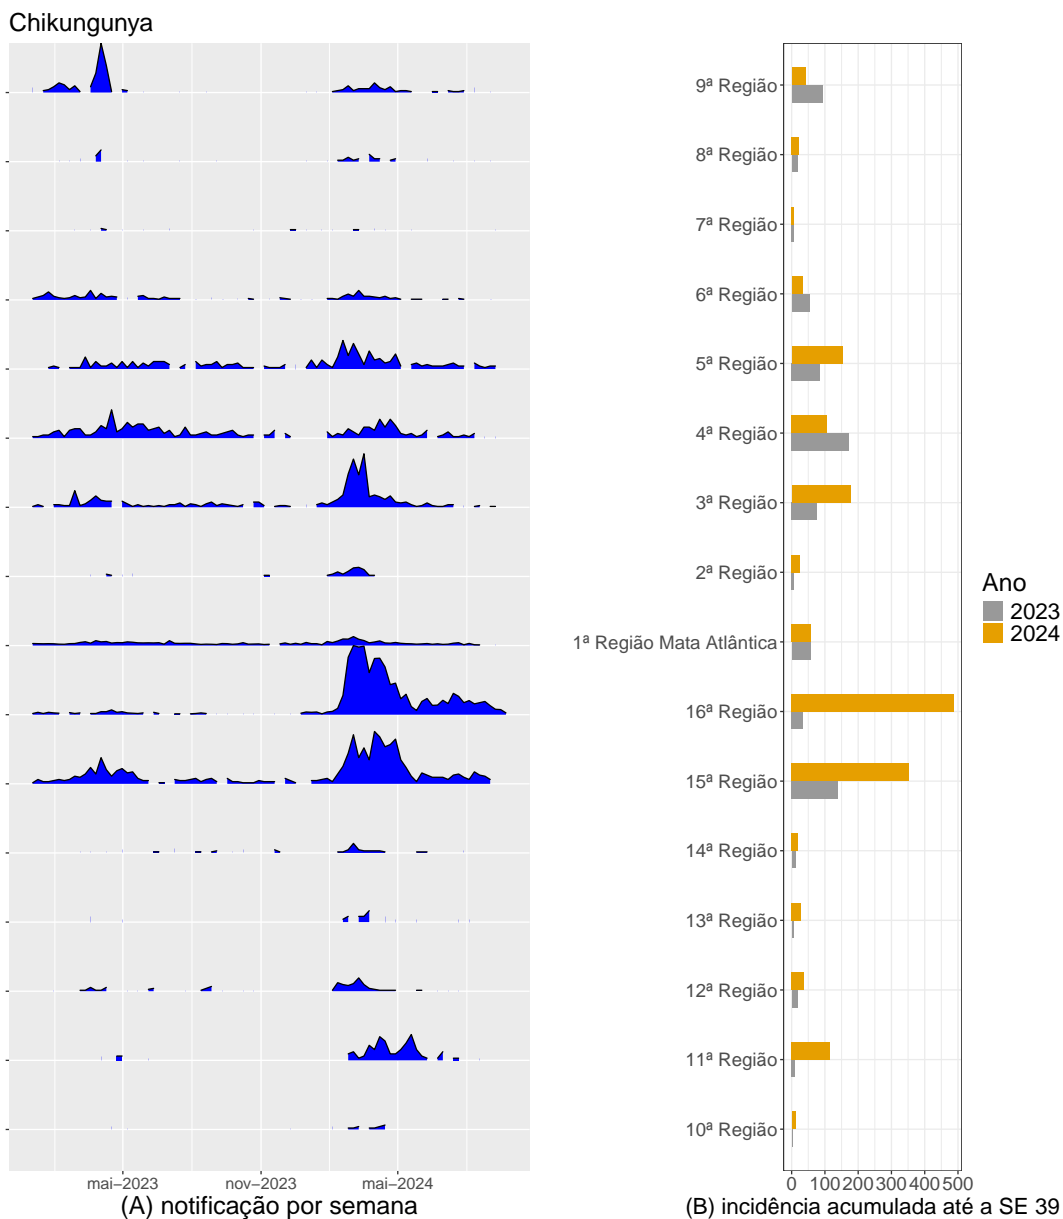 Chikungunya
9ª Região
8ª Região
7ª Região
6ª Região
5ª Região
4ª Região
3ª Região
2ª Região
1ª Região Mata Atlântica
16ª Região
15ª Região
14ª Região
13ª Região
12ª Região
11ª Região
10ª Região
Ano
2023
2024
mai−2023 nov−2023 mai−2024
0 100 200 300 400 500
(A) notificação por semana
(B) incidência acumulada até a SE 39